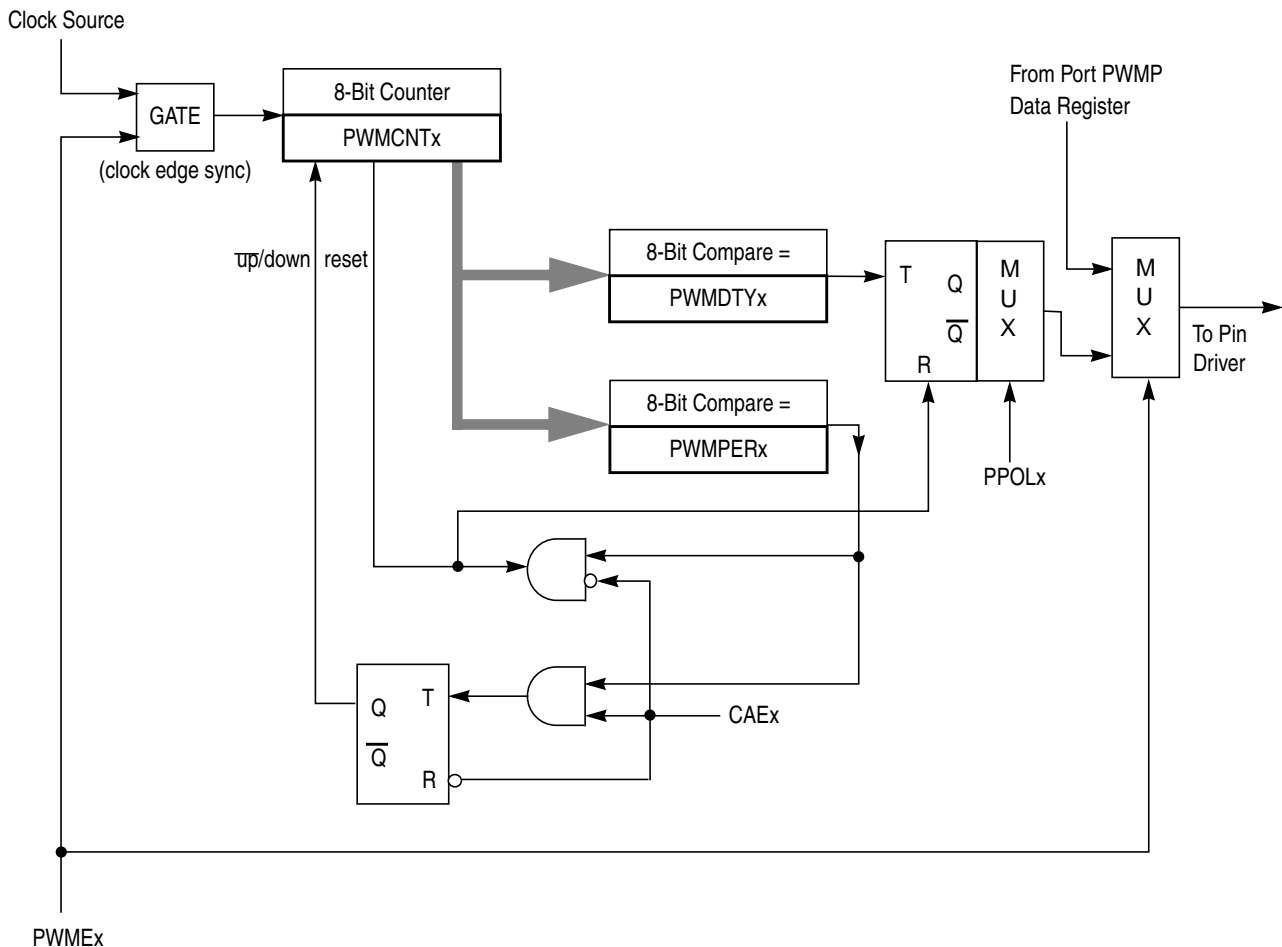 Clock Source
GATE
(clock edge sync)
8-Bit Counter
PWMCNTx
From Port PWMP
Data Register
u̅p̅/down
reset
8-Bit Compare =
PWMDTYx
T
Q
Q̅
R
M
U
X
M
U
X
To Pin
Driver
8-Bit Compare =
PWMPERx
PPOLx
Q
T
Q̅
R
CAEx
PWMEx